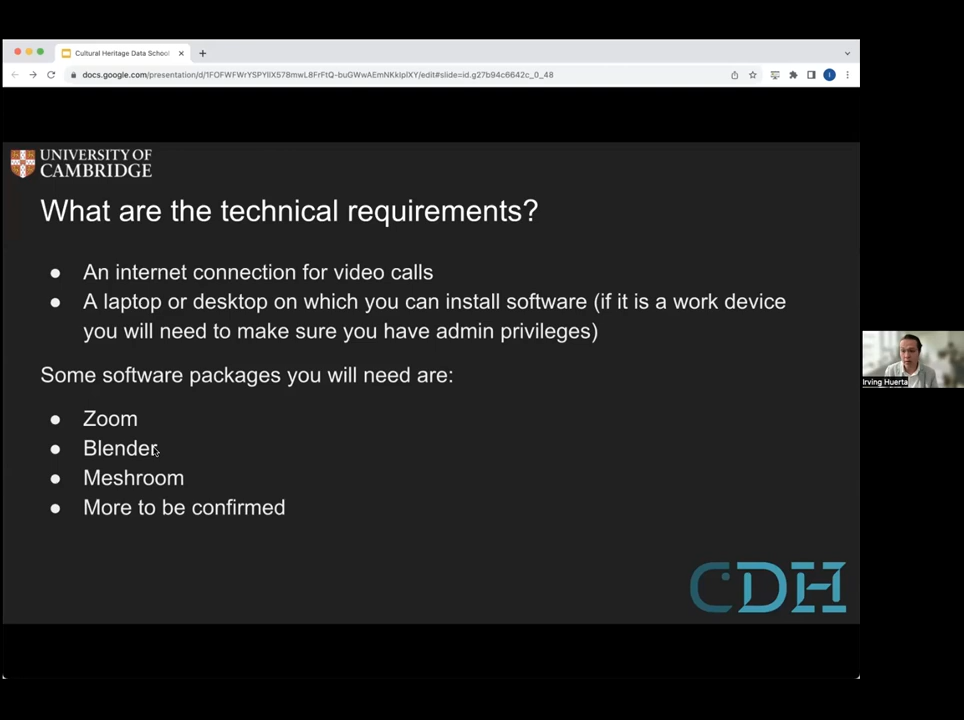 Cultural Heritage Data School
docs.google.com/presentation/d/1FOFWFWrYSPYlIX578mwL8FrFtQ-buGWwAEmNKkIplXY/edit#slide=id.g27b94c6642c_0_48
UNIVERSITY OF
CAMBRIDGE
What are the technical requirements?
● An internet connection for video calls
● A laptop or desktop on which you can install software (if it is a work device
you will need to make sure you have admin privileges)
Some software packages you will need are:
● Zoom
● Blender
● Meshroom
● More to be confirmed
CDH
Irving Huerta